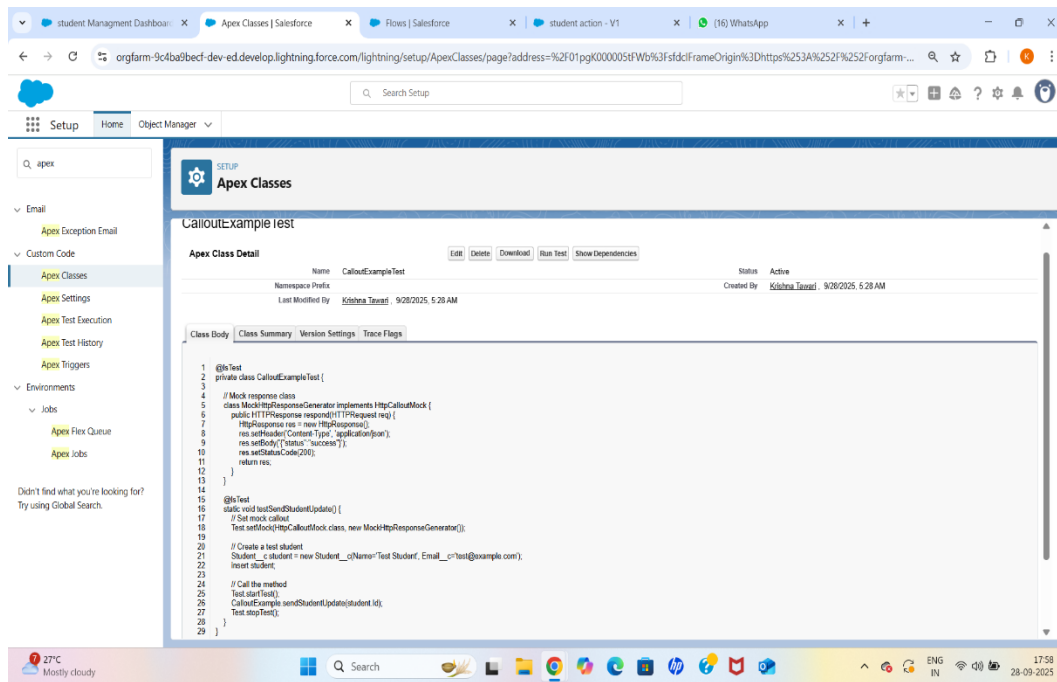 student Managment Dashboar
Apex Classes | Salesforce
Flows | Salesforce
student action - V1
(16) WhatsApp
orgfarm-9c4ba9becf-dev-ed.develop.lightning.force.com/lightning/setup/ApexClasses/page?address=%2F01pgK000005tFWb%3FsfdcIFrameOrigin%3Dhttps%253A%252F%252Forgfarm-...
K
Search Setup
Setup
Home
Object Manager
apex
Email
Apex Exception Email
Custom Code
Apex Classes
Apex Settings
Apex Test Execution
Apex Test History
Apex Triggers
Environments
Jobs
Apex Flex Queue
Apex Jobs
Didn't find what you're looking for?
Try using Global Search.
SETUP
Apex Classes
CalloutExampleTest
Apex Class Detail
Edit Delete Download Run Test Show Dependencies
Name CalloutExampleTest Status Active
Namespace Prefix Created By Krishna Tawari , 9/28/2025, 5:28 AM
Last Modified By Krishna Tawari , 9/28/2025, 5:28 AM
Class Body Class Summary Version Settings Trace Flags
1 @IsTest
2 private class CalloutExampleTest {
3
4 // Mock response class
5 class MockHttpResponseGenerator implements HttpCalloutMock {
6 public HTTPResponse respond(HTTPRequest req) {
7 HttpResponse res = new HttpResponse();
8 res.setHeader('Content-Type', 'application/json');
9 res.setBody('{"status":"success"}');
10 res.setStatusCode(200);
11 return res;
12 }
13 }
14
15 @IsTest
16 static void testSendStudentUpdate() {
17 // Set mock callout
18 Test.setMock(HttpCalloutMock.class, new MockHttpResponseGenerator());
19
20 // Create a test student
21 Student__c student = new Student__c(Name='Test Student', Email__c='test@example.com');
22 insert student;
23
24 // Call the method
25 Test.startTest();
26 CalloutExample.sendStudentUpdate(student.Id);
27 Test.stopTest();
28 }
29 }
7
27°C
Mostly cloudy
Search
ENG
IN
17:58
28-09-2025